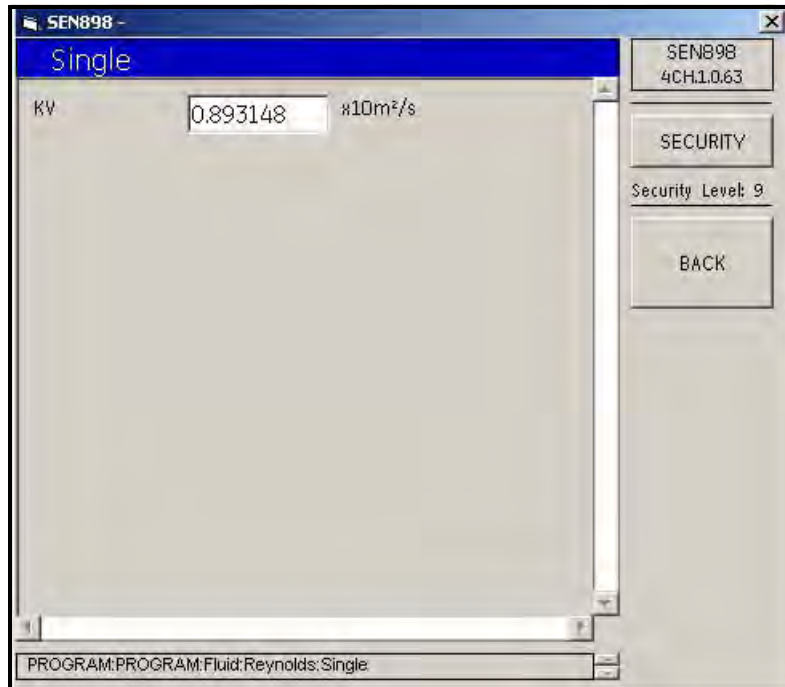 SEN898 -
Single
KV 0.893148 x10m²/s
SEN898
4CH.1.0.63
SECURITY
Security Level: 9
BACK
PROGRAM:PROGRAM:Fluid:Reynolds:Single